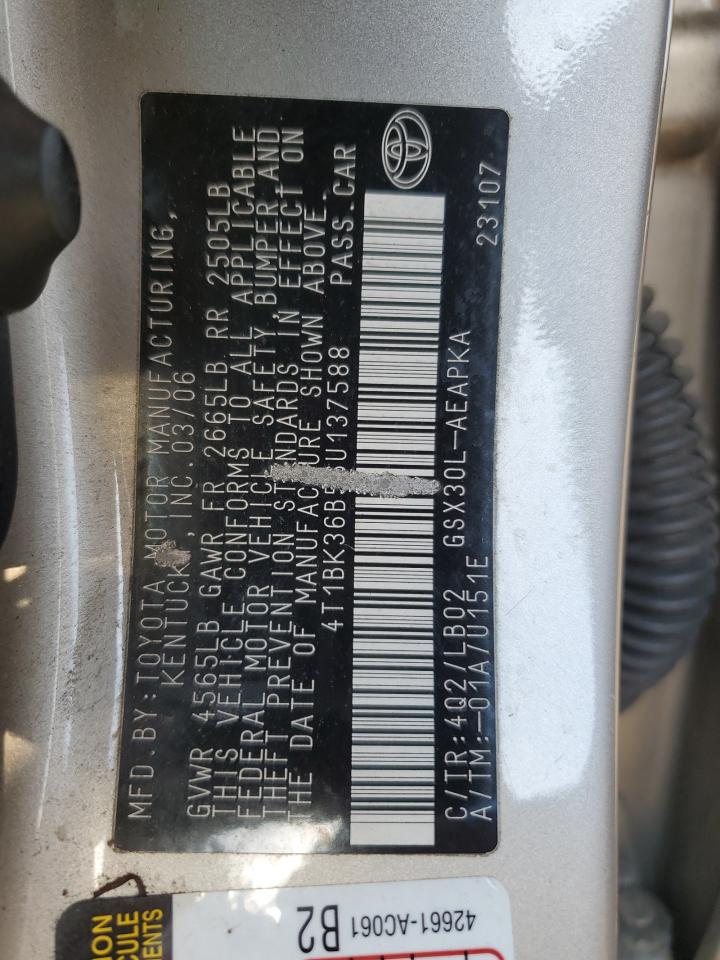 MFD.BY:TOYOTA MOTOR MANUFACTURING,
KENTUCKY, INC. 03/06
GVWR 4565LB GAWR FR 2665LB RR 2505LB
THIS VEHICLE CONFORMS TO ALL APPLICABLE
FEDERAL MOTOR VEHICLE SAFETY, BUMPER,AND
THEFT PREVENTION STANDARDS IN EFFECT ON
THE DATE OF MANUFACTURE SHOWN ABOVE.
PASS.CAR
C/TR:4Q2/LB02 GSX30L-AEAPKA
A/TM:-01A/U151E 23107
42661-AC061
B2